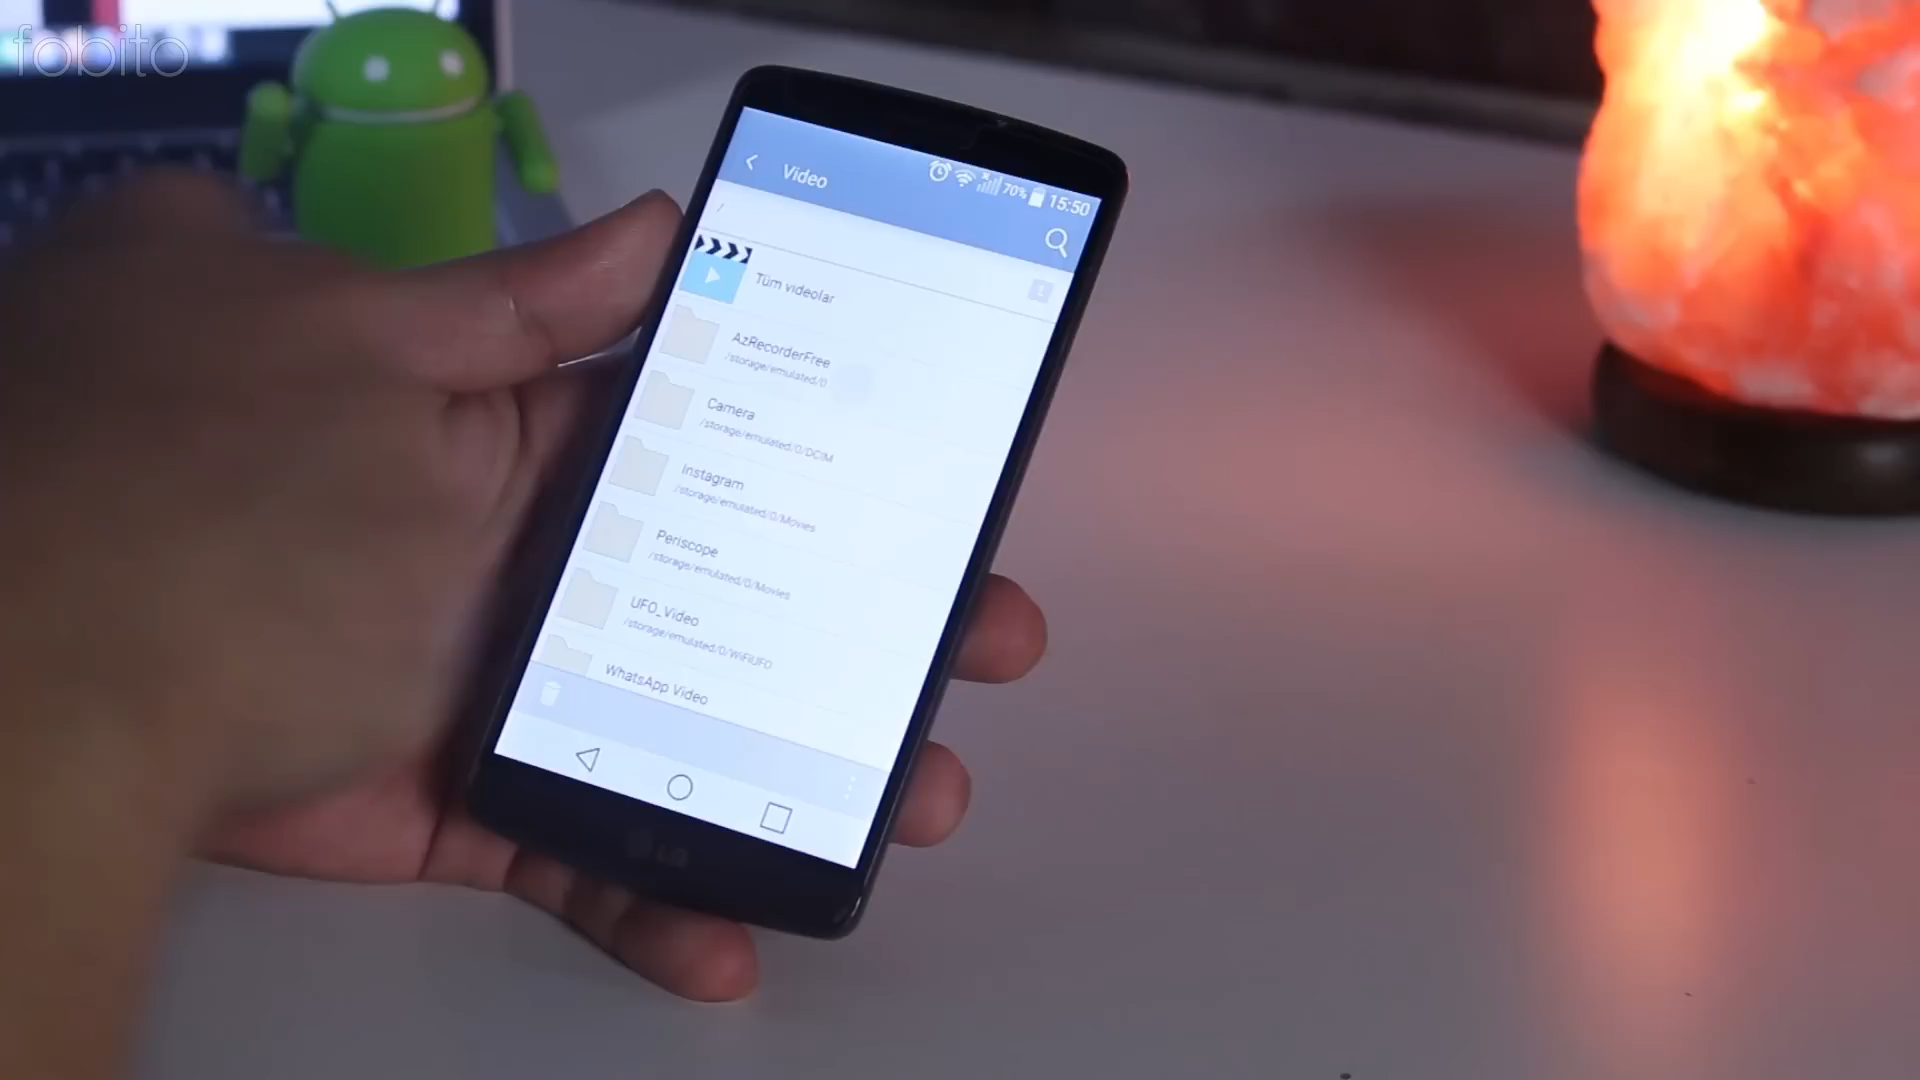 fobito
Video
70% 15:50
/
Tüm videolar
AzRecorderFree
/storage/emulated/0
Camera
/storage/emulated/0/DCIM
Instagram
/storage/emulated/0/Movies
Periscope
/storage/emulated/0/Movies
UFO_Video
/storage/emulated/0/WiFiUFO
WhatsApp Video
LG